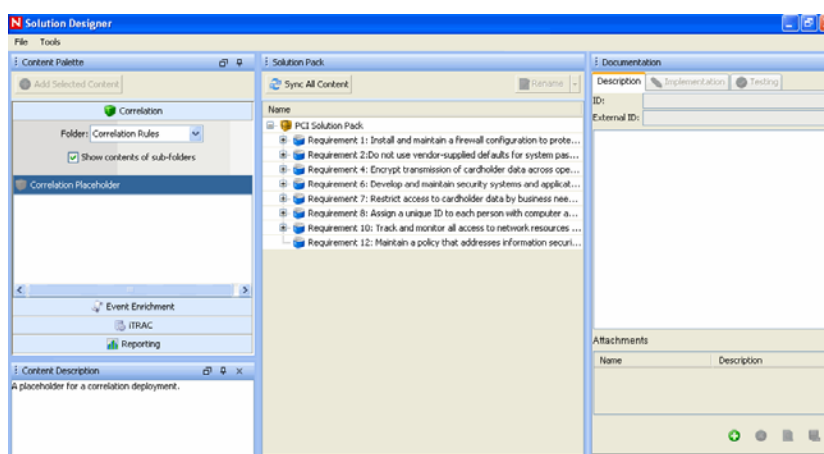 N Solution Designer
File Tools
Content Palette
Add Selected Content
Correlation
Folder: Correlation Rules
Show contents of sub-folders
Correlation Placeholder
Event Enrichment
iTRAC
Reporting
Content Description
A placeholder for a correlation deployment.
Solution Pack
Sync All Content Rename
Name
PCI Solution Pack
Requirement 1: Install and maintain a firewall configuration to prote...
Requirement 2:Do not use vendor-supplied defaults for system pas...
Requirement 4: Encrypt transmission of cardholder data across ope...
Requirement 6: Develop and maintain security systems and applicat...
Requirement 7: Restrict access to cardholder data by business nee...
Requirement 8: Assign a unique ID to each person with computer a...
Requirement 10: Track and monitor all access to network resources ...
Requirement 12: Maintain a policy that addresses information securi...
Documentation
Description Implementation Testing
ID:
External ID:
Attachments
Name Description